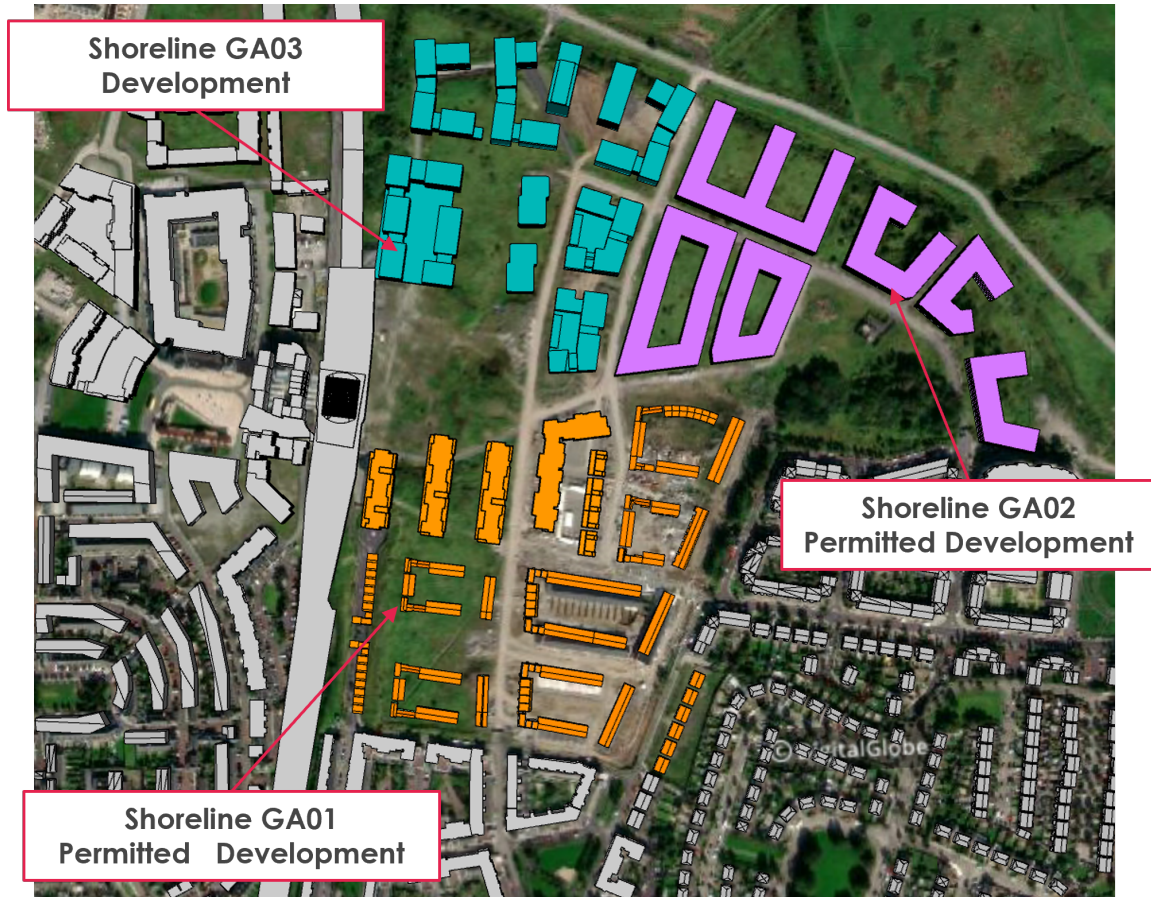 Shoreline GA03
Development
Shoreline GA02
Permitted Development
© DigitalGlobe
Shoreline GA01
Permitted Development